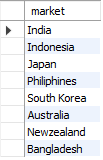 market
India
Indonesia
Japan
Philiphines
South Korea
Australia
Newzealand
Bangladesh